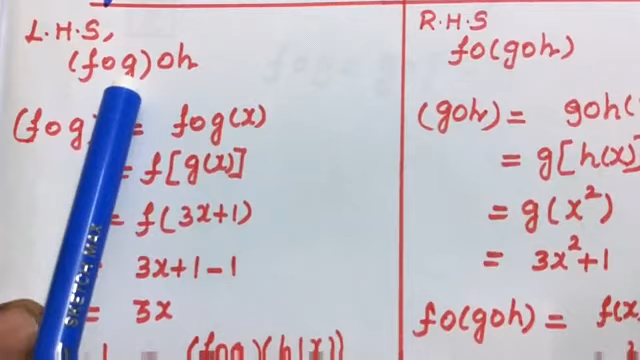 L.H.S,
(fog)oh
(fog) = fog(x)
= f[g(x)]
= f(3x+1)
= 3x+1-1
= 3x
(fog)(h(x))
R.H.S
fo(goh)
(goh) = goh(
= g[h(x)]
= g(x²)
= 3x²+1
fo(goh) = f(x